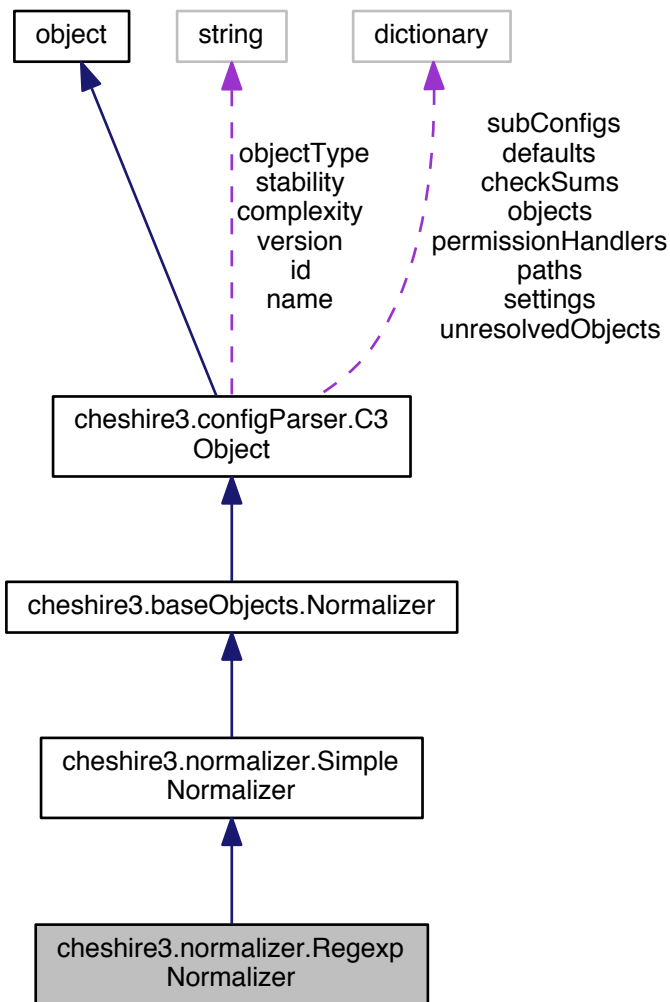 object
string
dictionary
objectType
stability
complexity
version
id
name
subConfigs
defaults
checkSums
objects
permissionHandlers
paths
settings
unresolvedObjects
cheshire3.configParser.C3
Object
cheshire3.baseObjects.Normalizer
cheshire3.normalizer.Simple
Normalizer
cheshire3.normalizer.Regexp
Normalizer